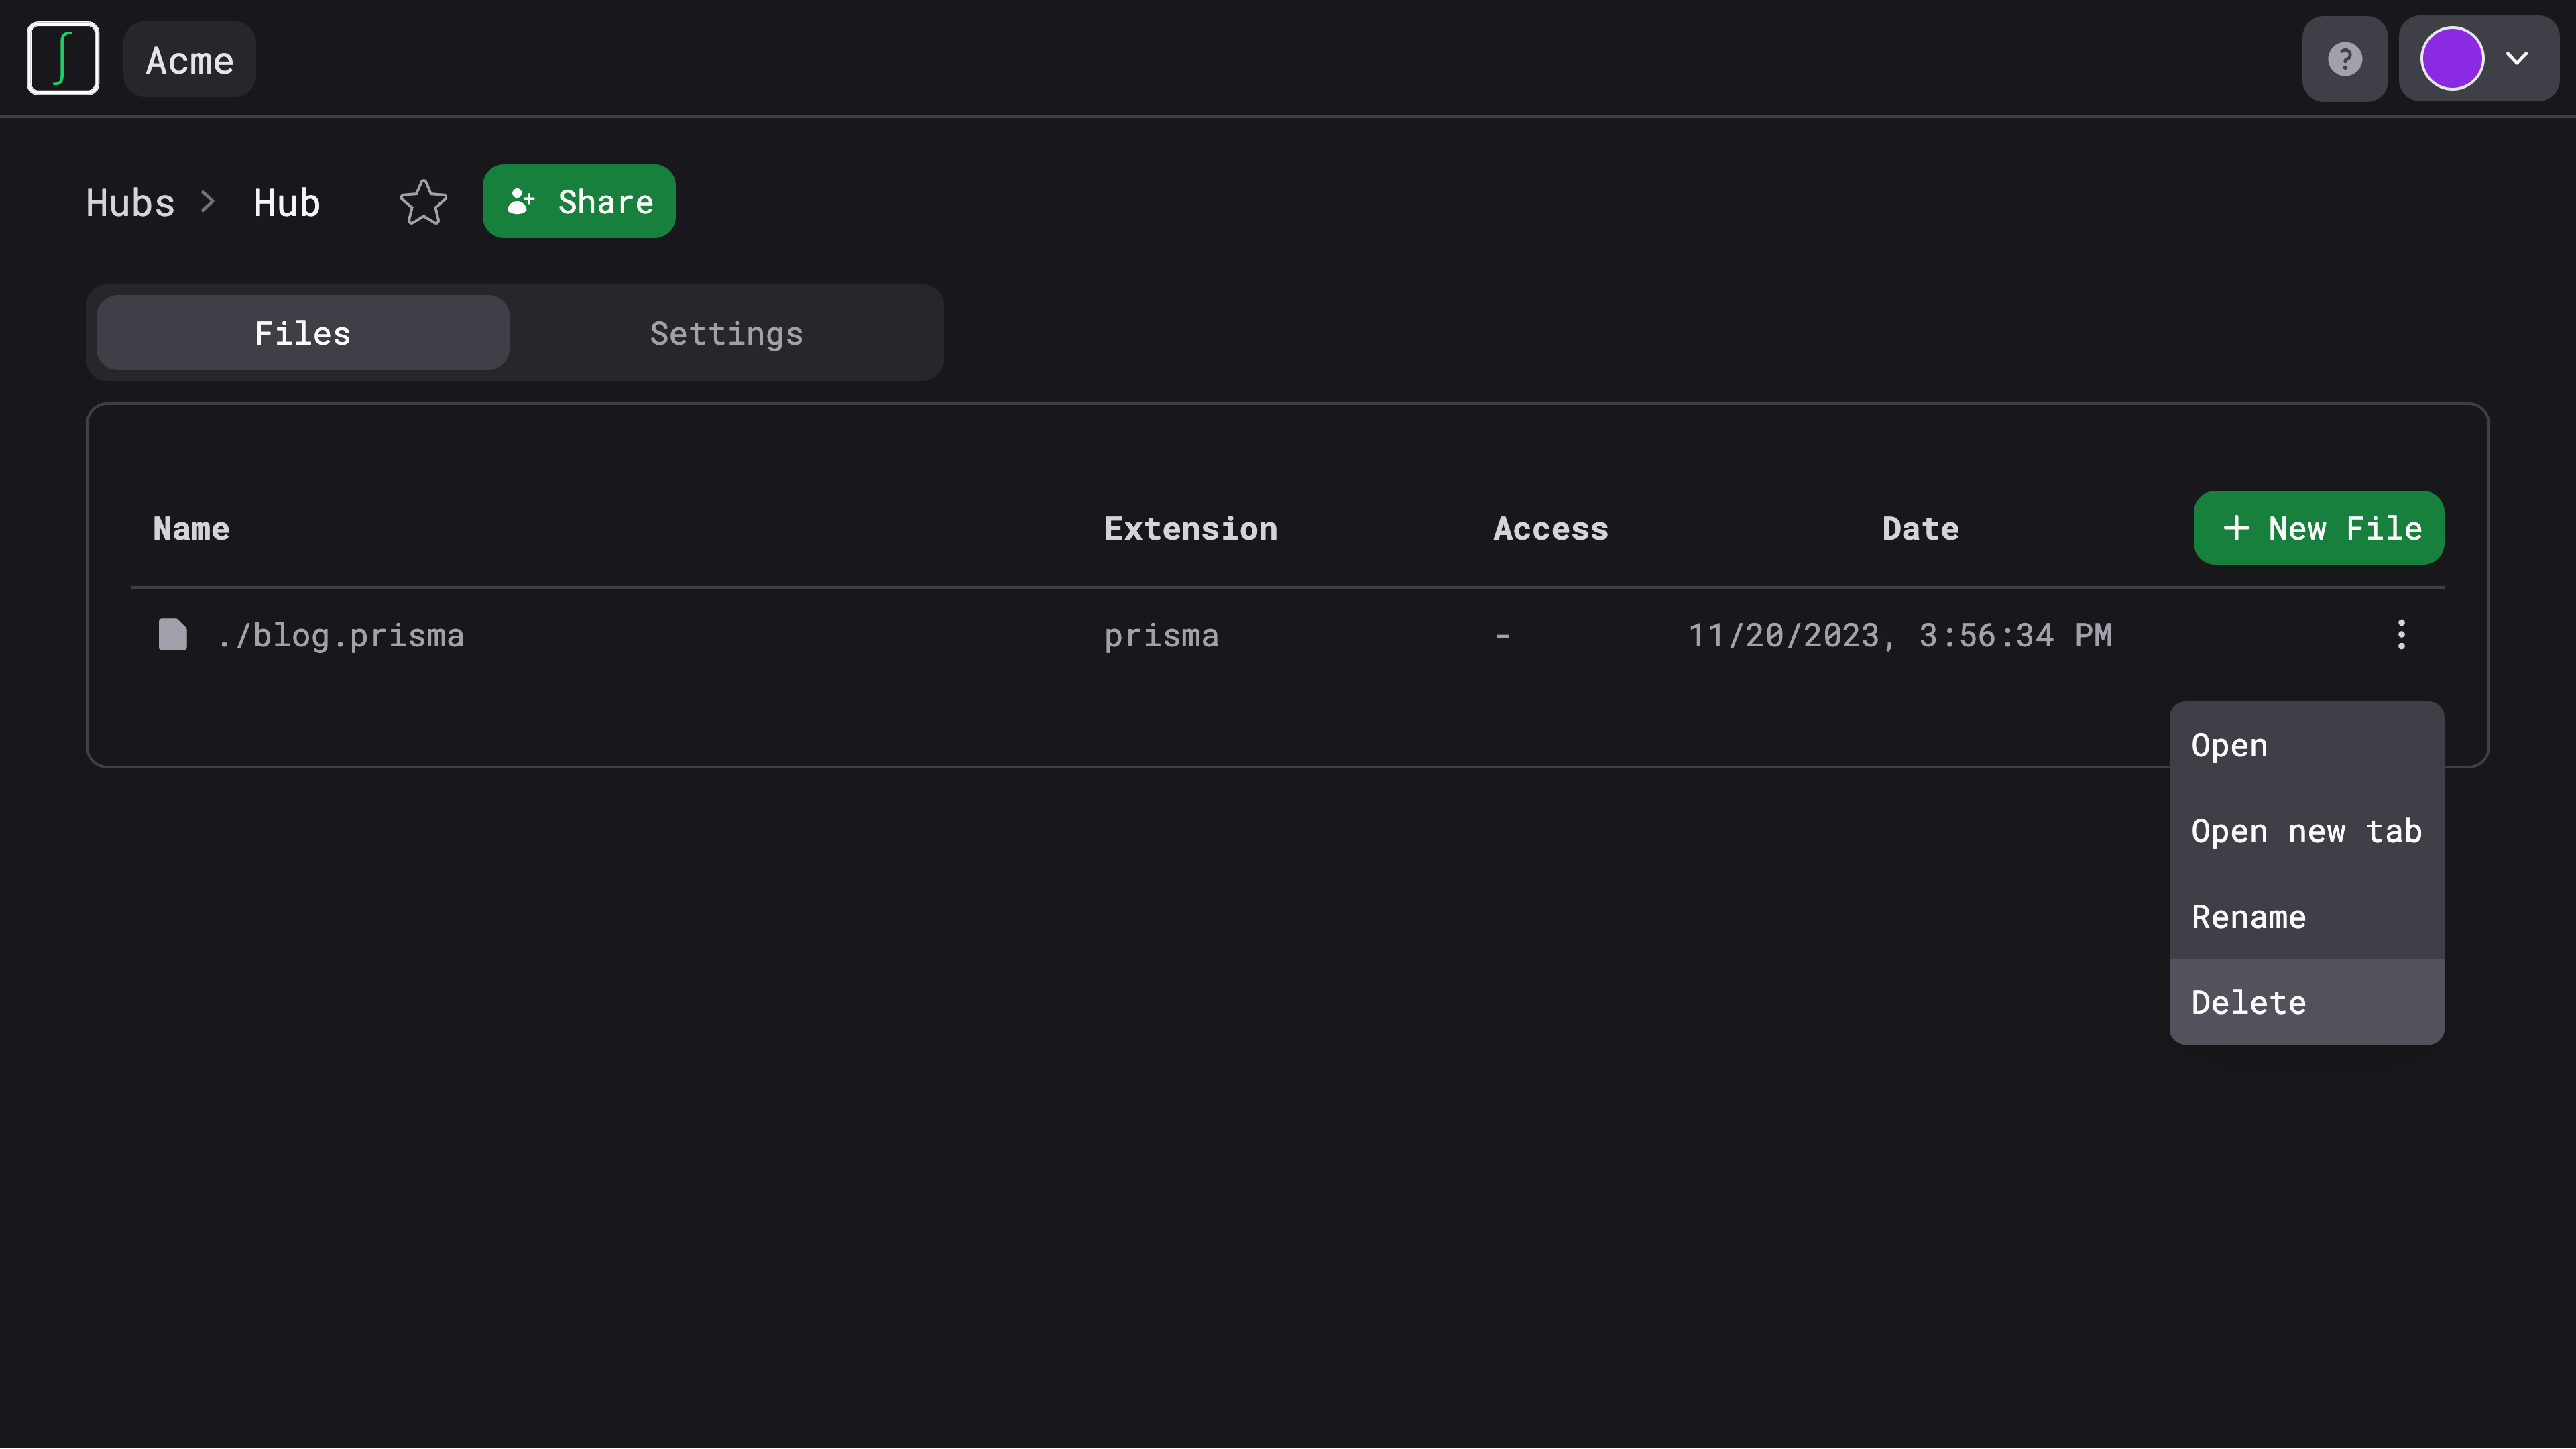 ∫ Acme ?
Hubs > Hub Share
Files Settings
Name Extension Access Date + New File
./blog.prisma prisma - 11/20/2023, 3:56:34 PM
Open
Open new tab
Rename
Delete